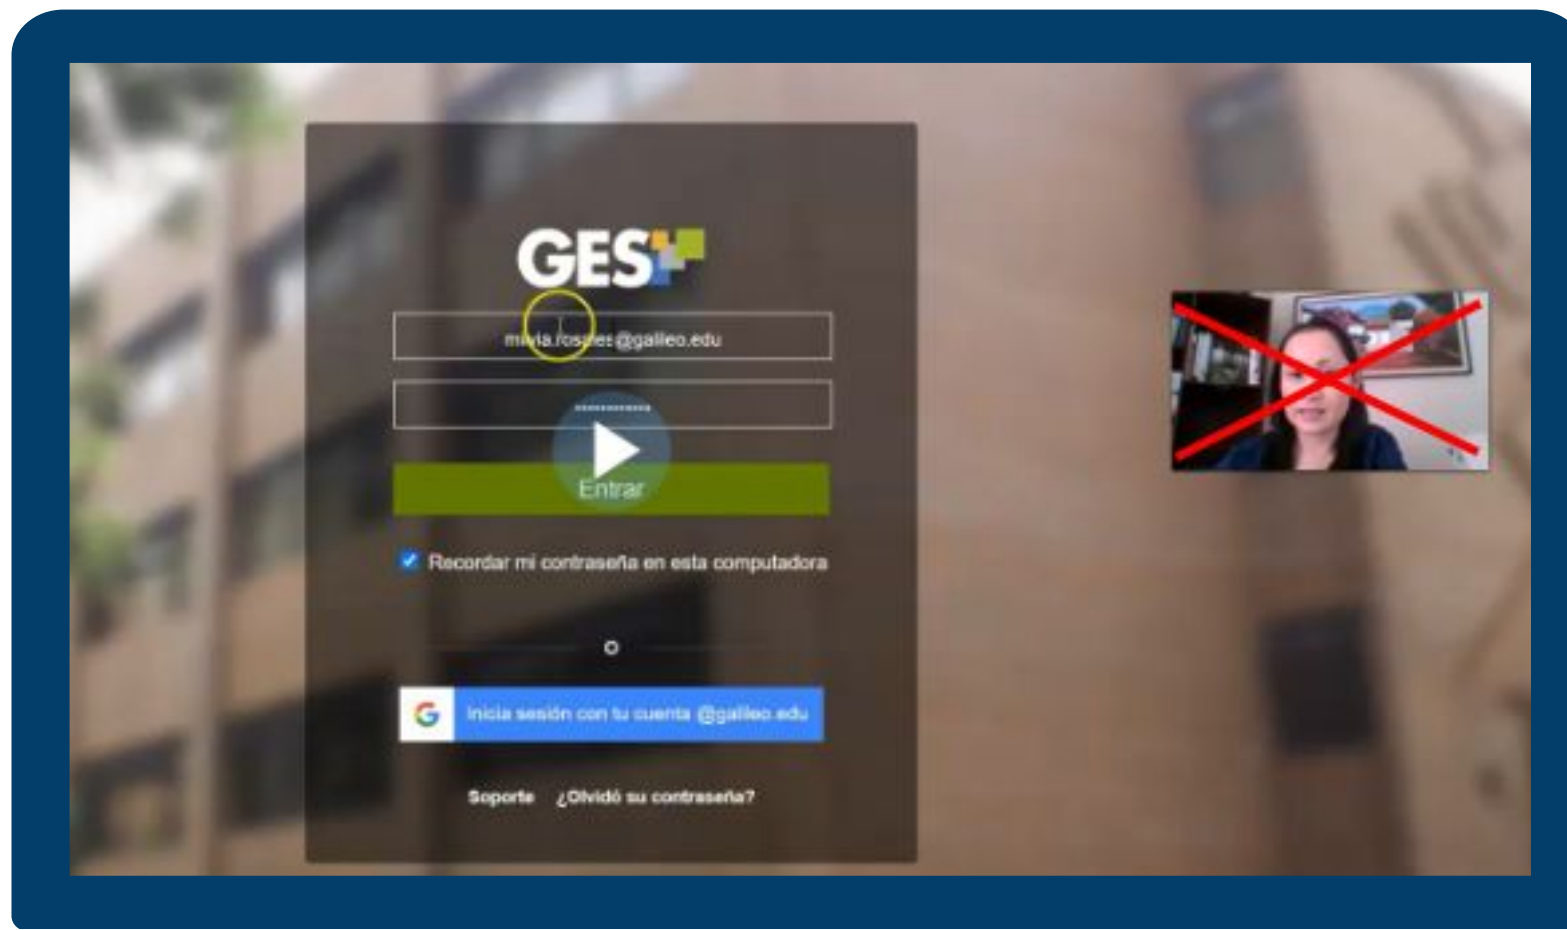 GES
@galileo.edu
Entrar
Recordar mi contraseña en esta computadora
o
G
Inicia sesión con tu cuenta @galileo.edu
Soporte ¿Olvidó su contraseña?